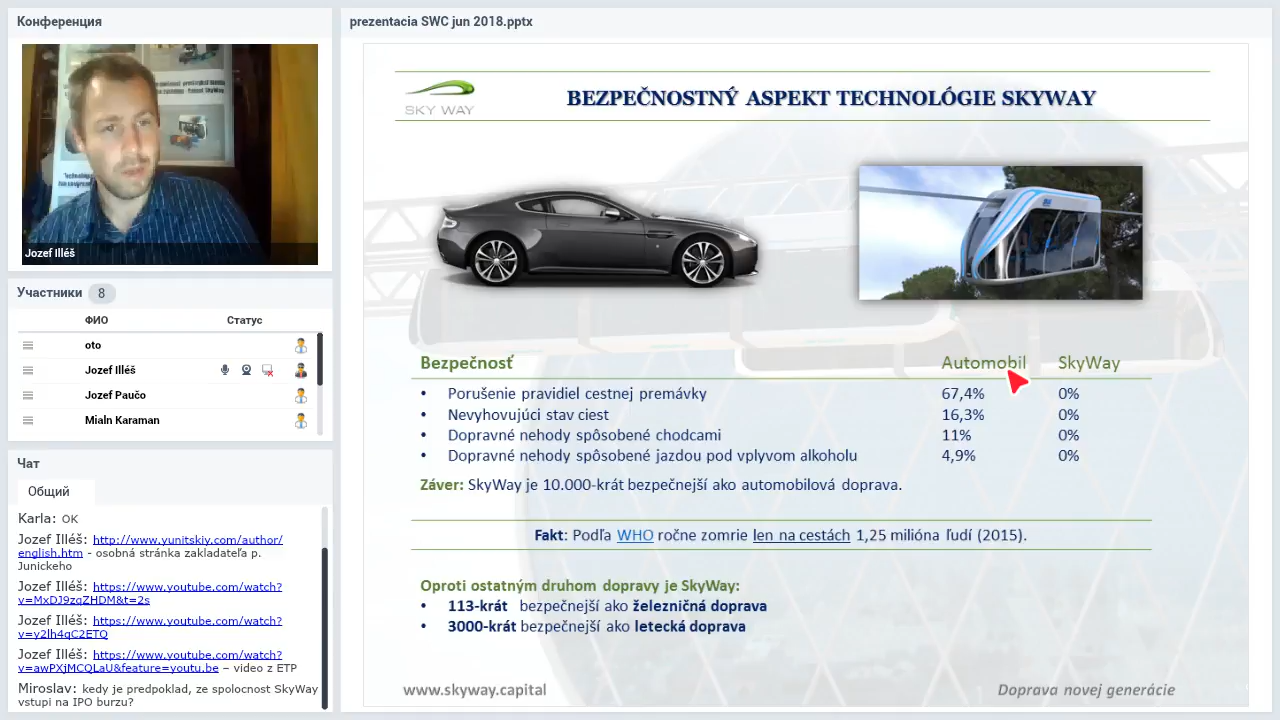 Конференция
Jozef Illéš
Участники 8
ФИО Статус
oto
Jozef Illéš
Jozef Paučo
Mialn Karaman
Чат
Общий
Karla: OK
Jozef Illéš: http://www.yunitskiy.com/author/
english.htm - osobná stránka zakladateľa p.
Junickeho
Jozef Illéš: https://www.youtube.com/watch?
v=MxDJ9zqZHDM&t=2s
Jozef Illéš: https://www.youtube.com/watch?
v=y2lh4qC2ETQ
Jozef Illéš: https://www.youtube.com/watch?
v=awPXjMCQLaU&feature=youtu.be – video z ETP
Miroslav: kedy je predpoklad, ze spolocnost SkyWay
vstupi na IPO burzu?
prezentacia SWC jun 2018.pptx
SKY WAY
BEZPEČNOSTNÝ ASPEKT TECHNOLÓGIE SKYWAY
Bezpečnosť Automobil SkyWay
• Porušenie pravidiel cestnej premávky 67,4% 0%
• Nevyhovujúci stav ciest 16,3% 0%
• Dopravné nehody spôsobené chodcami 11% 0%
• Dopravné nehody spôsobené jazdou pod vplyvom alkoholu 4,9% 0%
Záver: SkyWay je 10.000-krát bezpečnejší ako automobilová doprava.
Fakt: Podľa WHO ročne zomrie len na cestách 1,25 milióna ľudí (2015).
Oproti ostatným druhom dopravy je SkyWay:
• 113-krát bezpečnejší ako železničná doprava
• 3000-krát bezpečnejší ako letecká doprava
www.skyway.capital
Doprava novej generácie